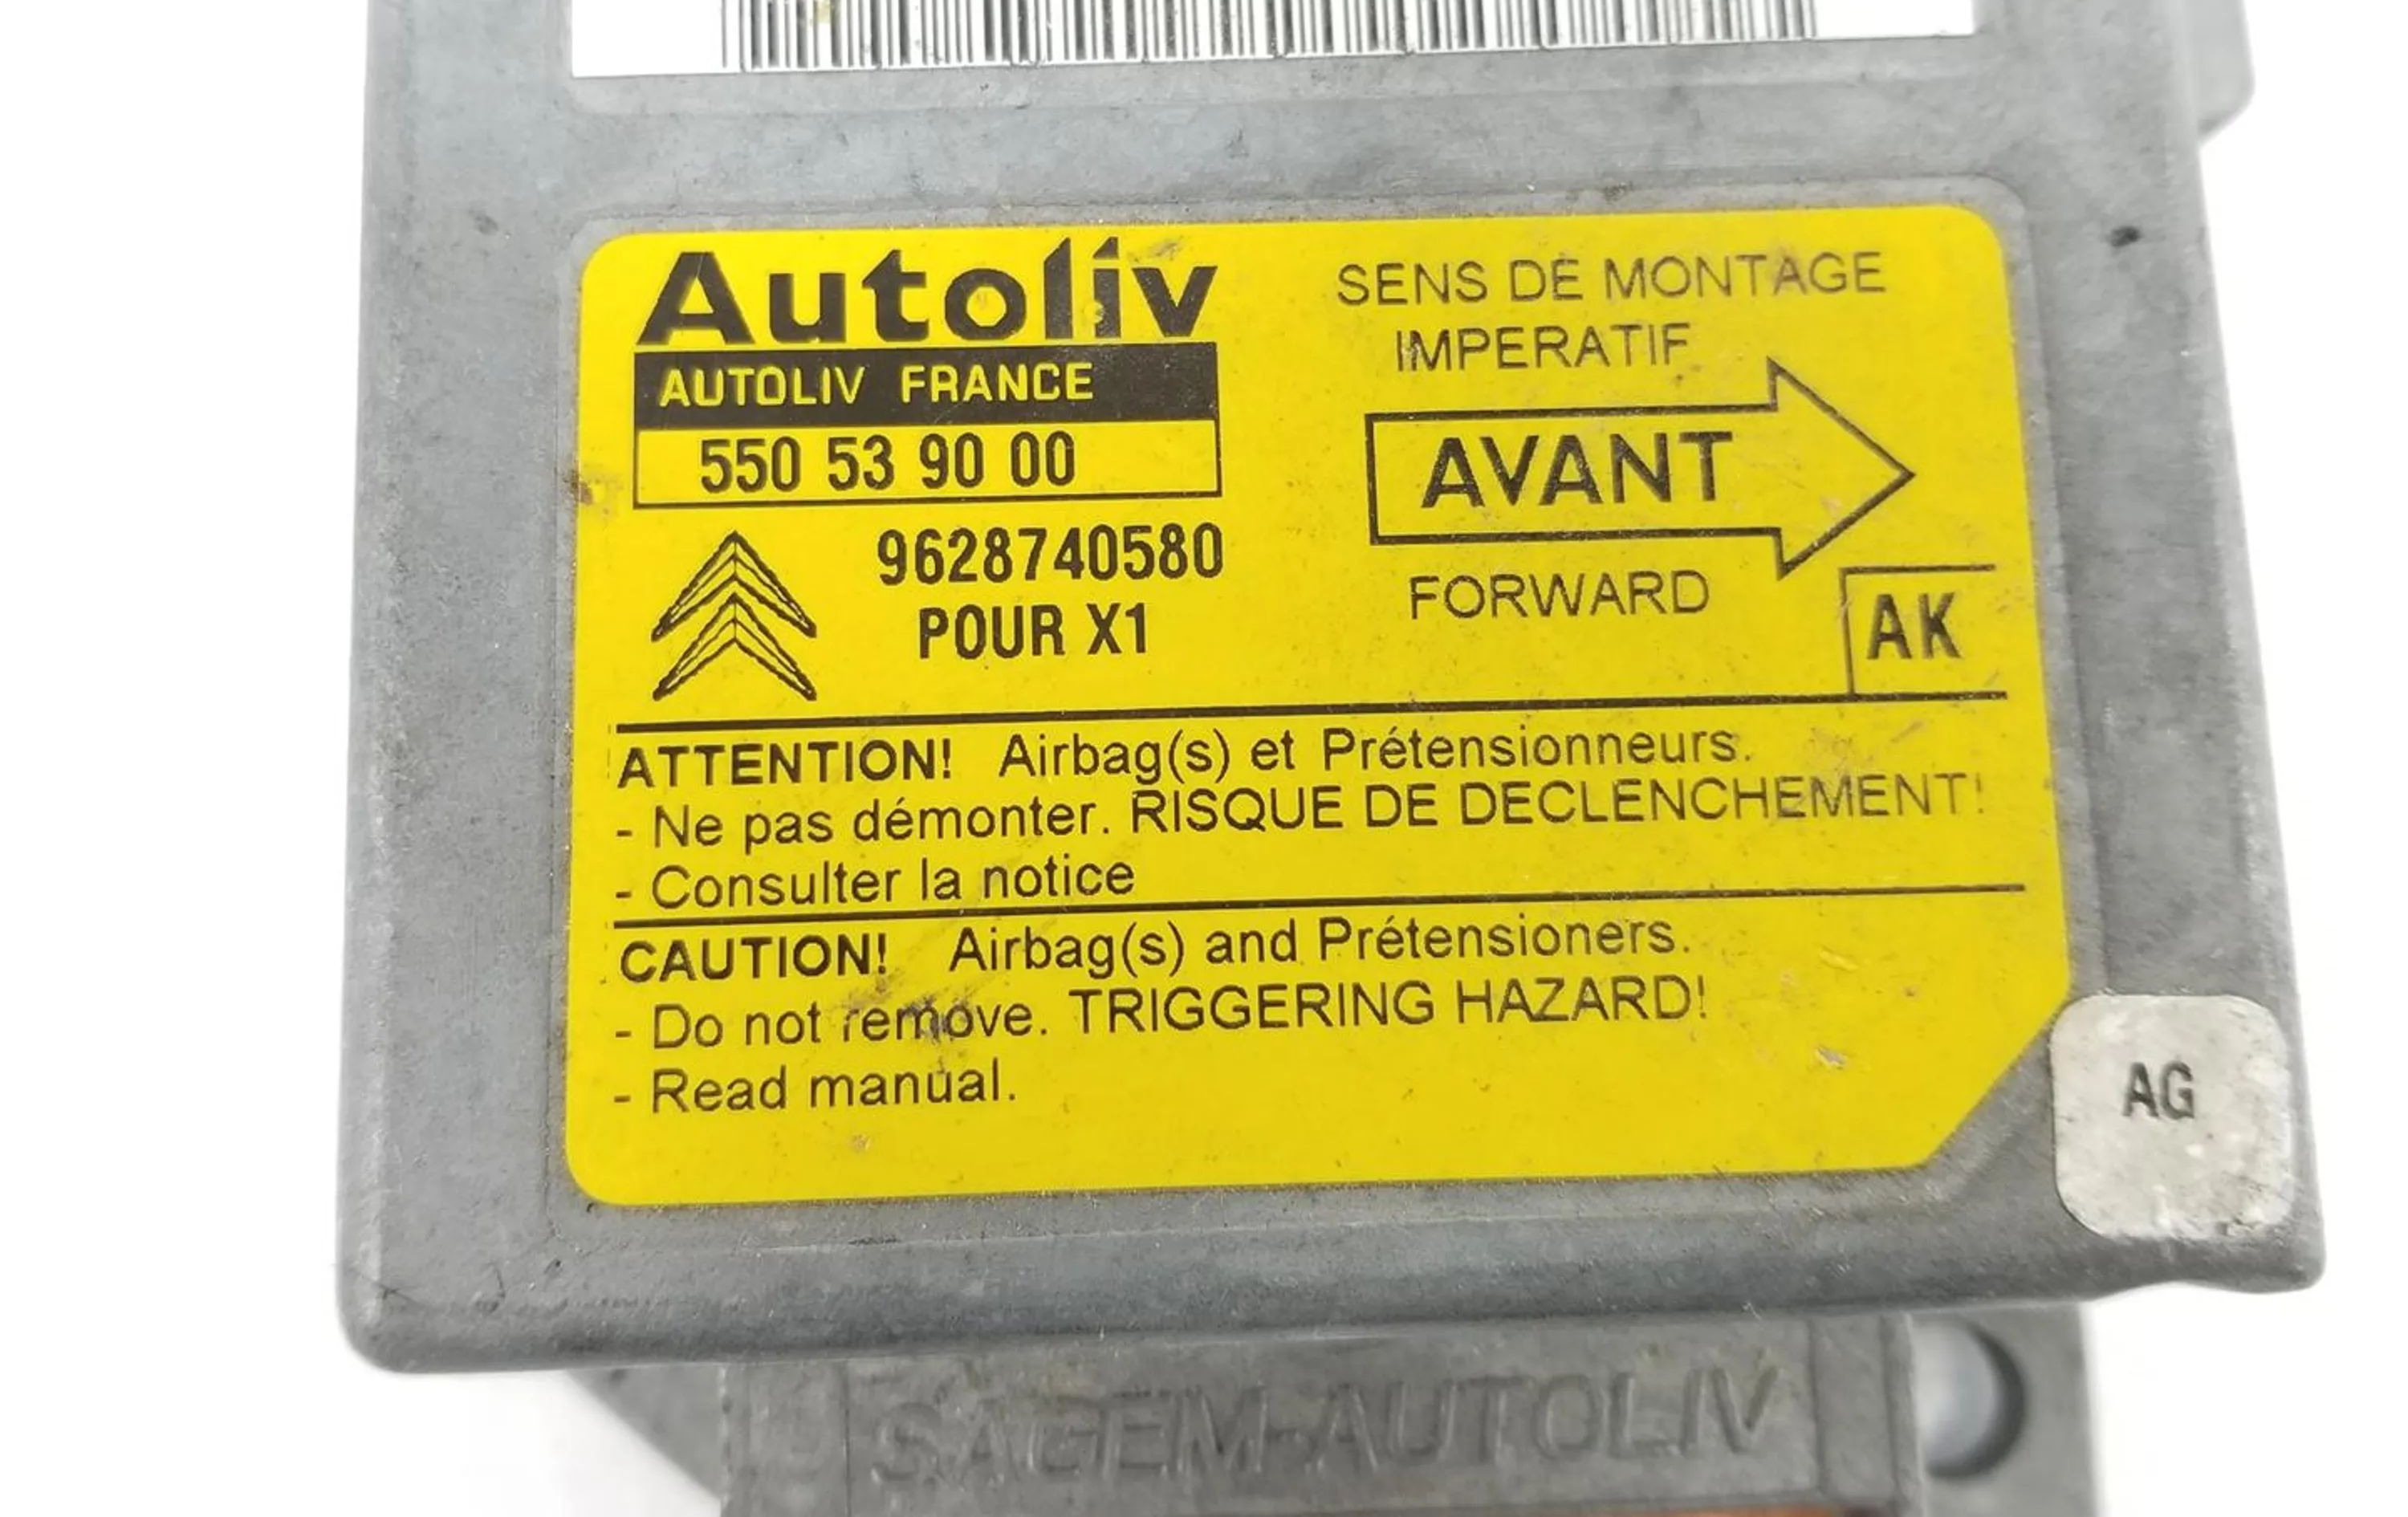 Autoliv
AUTOLIV FRANCE
550 53 90 00
9628740580
POUR X1
SENS DE MONTAGE
IMPERATIF
AVANT
FORWARD
AK
ATTENTION! Airbag(s) et Prétensionneurs.
- Ne pas démonter. RISQUE DE DECLENCHEMENT!
- Consulter la notice
CAUTION! Airbag(s) and Prétensioners.
- Do not remove. TRIGGERING HAZARD!
- Read manual.
AG
SAGEM-AUTOLIV